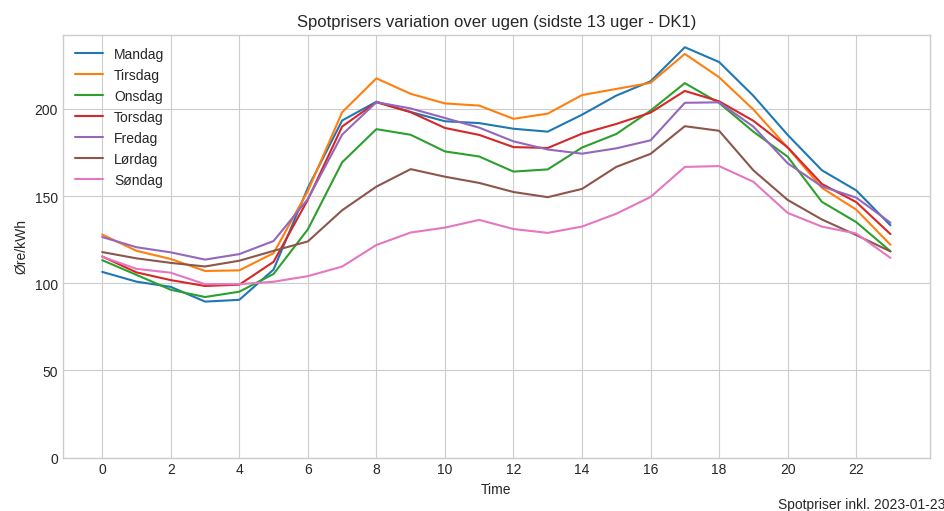 Spotprisers variation over ugen (sidste 13 uger - DK1)
Mandag
Tirsdag
Onsdag
Torsdag
Fredag
Lørdag
Søndag
Øre/kWh
200
150
100
50
0
0 2 4 6 8 10 12 14 16 18 20 22
Time
Spotpriser inkl. 2023-01-23